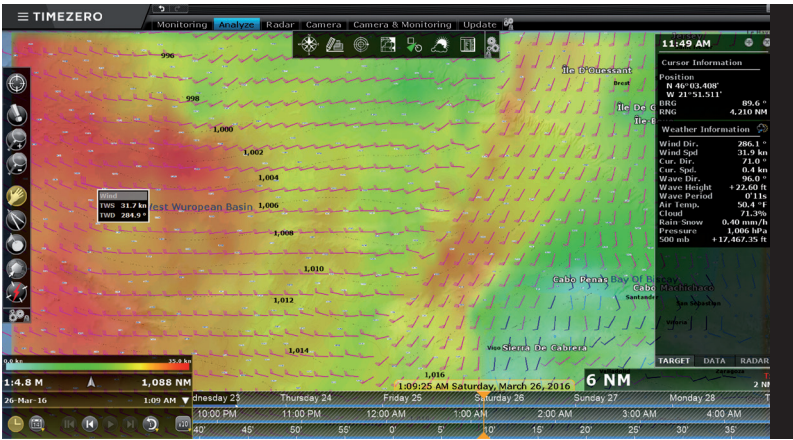 TIMEZERO
Monitoring Analyze Radar Camera Camera & Monitoring Update
11:49 AM
Cursor Information
Position
N 46°03.408'
W 21°51.511'
BRG 89.6 °
RNG 4,210 NM
Weather Information
Wind Dir. 286.1 °
Wind Spd 31.9 kn
Cur. Dir. 71.0 °
Cur. Spd. 0.4 kn
Wave Dir. 96.0 °
Wave Height +22.60 ft
Wave Period 0'11s
Air Temp. 50.4 °F
Cloud 71.3%
Rain Snow 0.40 mm/h
Pressure 1,006 hPa
500 mb +17,467.35 ft
TARGET DATA RADAR
996
998
1,000
1,002
1,004
1,006
1,008
1,010
1,012
1,014
1,016
Île D'Ouessant
Brest
Wind
TWS 31.7 kn
TWD 284.9 °
est Wuropean Basin
Cabo Penas Bay Of Biscay
Cabo Machichaco
Santander
San Sebastian
Vitoria
Viso Sierra De Cabrera
Zaragoza
0.0 kn 35.0 kn
1:4.8 M 1,088 NM
1:09:25 AM Saturday, March 26, 2016
6 NM
26-Mar-16 1:09 AM
dnesday 23 Thursday 24 Friday 25 Saturday 26 Sunday 27 Monday 28
10:00 PM 11:00 PM 12:00 AM 1:00 AM 2:00 AM 3:00 AM 4:00 AM
40' 45' 50' 55' 0' 5' 10' 15' 20' 25' 30' 35'
x10